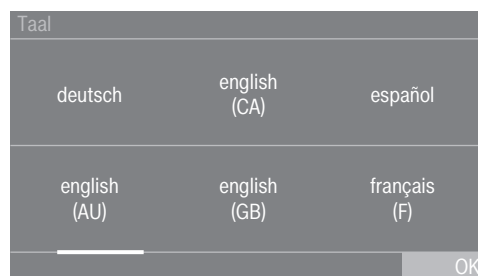 Taal
deutsch
english
(CA)
español
english
(AU)
english
(GB)
français
(F)
OK